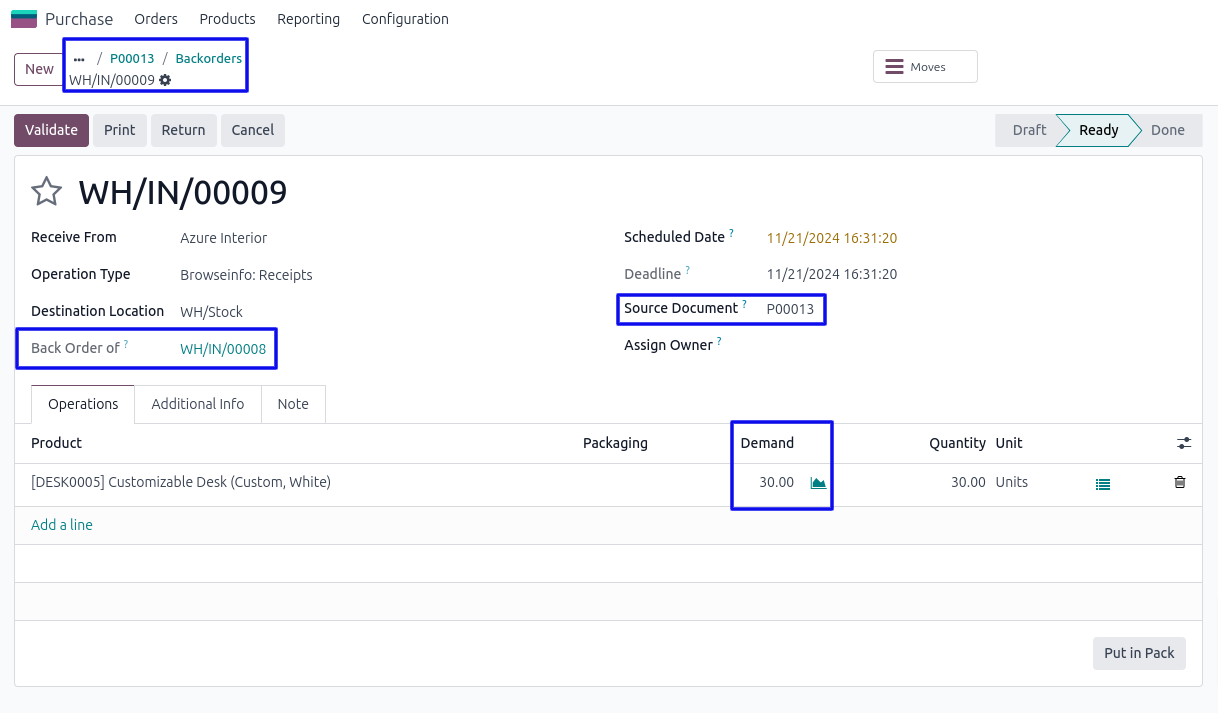 Purchase Orders Products Reporting Configuration
New
... / P00013 / Backorders
WH/IN/00009
Moves
Validate Print Return Cancel
Draft Ready Done
WH/IN/00009
Receive From Azure Interior
Scheduled Date ? 11/21/2024 16:31:20
Operation Type Browseinfo: Receipts
Deadline ? 11/21/2024 16:31:20
Destination Location WH/Stock
Source Document ? P00013
Back Order of ? WH/IN/00008
Assign Owner ?
Operations Additional Info Note
Product Packaging Demand Quantity Unit
[DESK0005] Customizable Desk (Custom, White) 30.00 30.00 Units
Add a line
Put in Pack